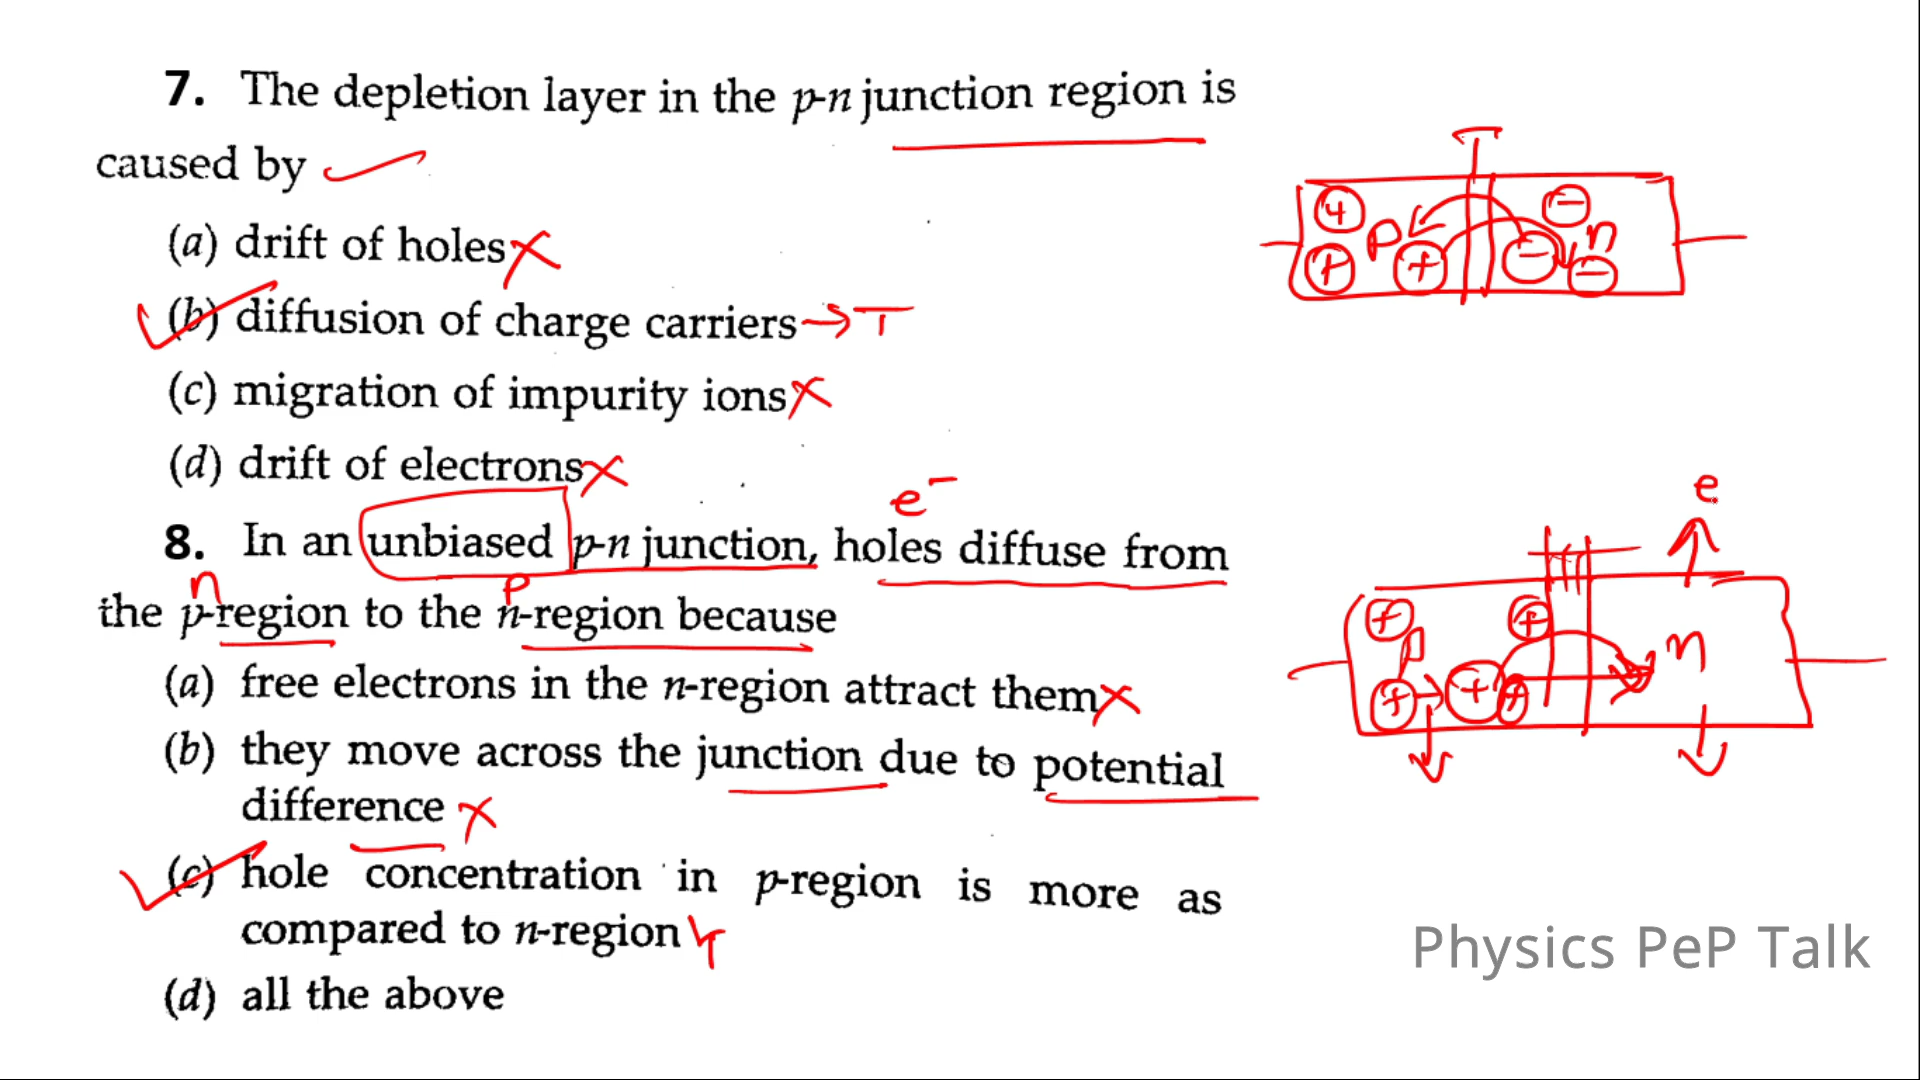 7. The depletion layer in the p-n junction region is
caused by
(a) drift of holes
(b) diffusion of charge carriers → T
(c) migration of impurity ions
(d) drift of electrons
e⁻
8. In an unbiased p-n junction, holes diffuse from
n p
the p-region to the n-region because
(a) free electrons in the n-region attract them
(b) they move across the junction due to potential
difference
(c) hole concentration in p-region is more as
compared to n-region
(d) all the above
p n
e
p n
Physics PeP Talk